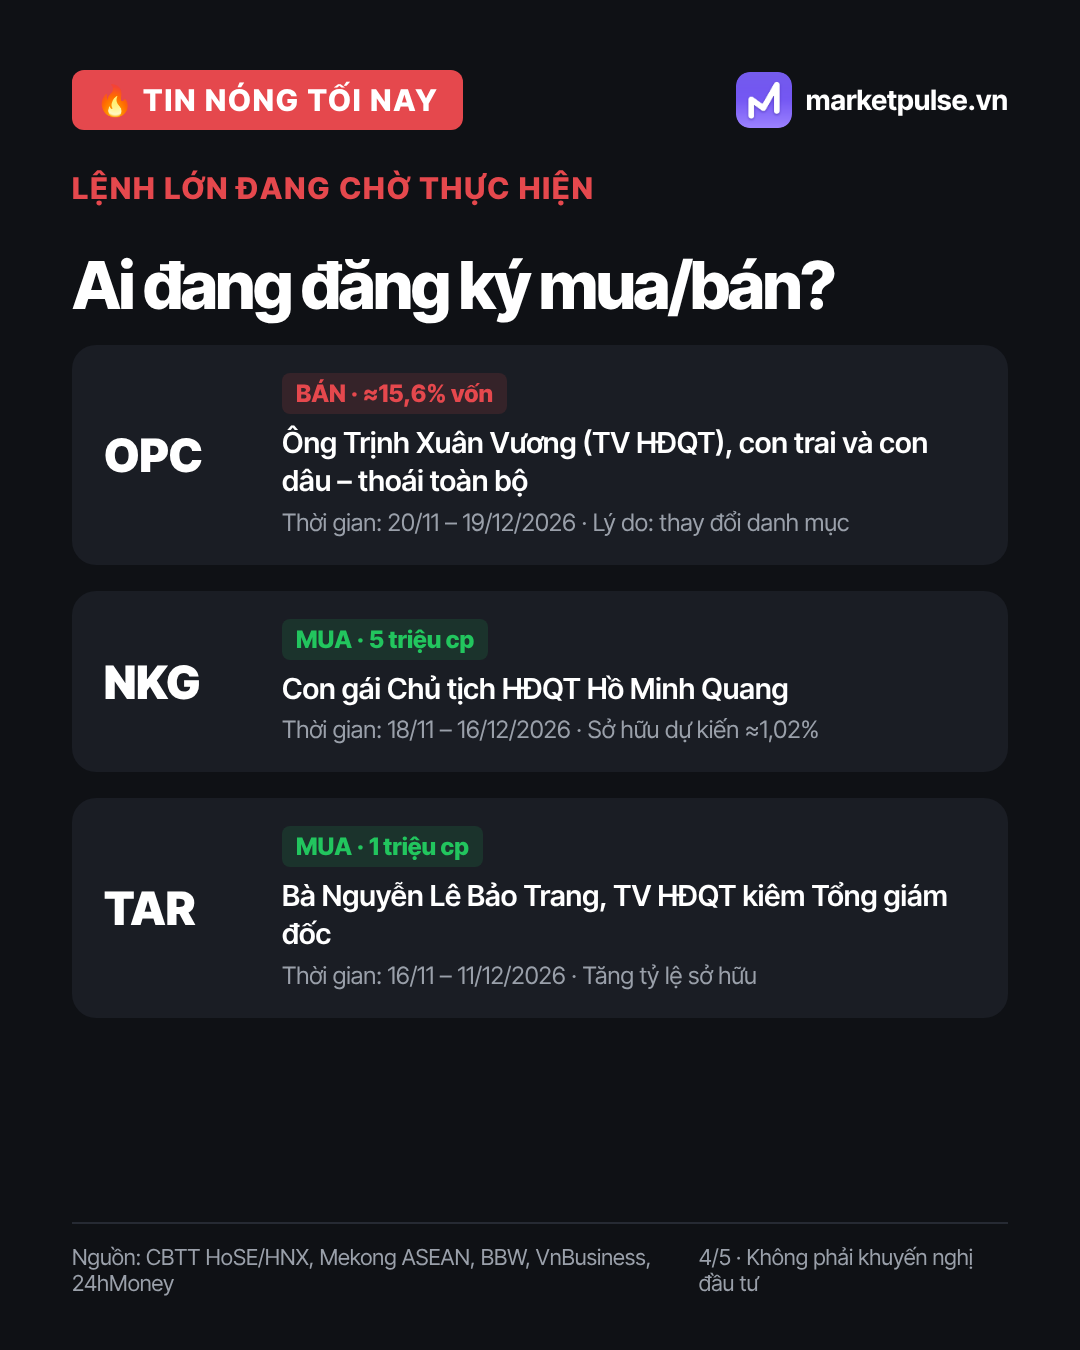 🔥 TIN NÓNG TỐI NAY
marketpulse.vn
LỆNH LỚN ĐANG CHỜ THỰC HIỆN
Ai đang đăng ký mua/bán?
OPC
BÁN · ≈15,6% vốn
Ông Trịnh Xuân Vương (TV HĐQT), con trai và con
dâu – thoái toàn bộ
Thời gian: 20/11 – 19/12/2026 · Lý do: thay đổi danh mục
NKG
MUA · 5 triệu cp
Con gái Chủ tịch HĐQT Hồ Minh Quang
Thời gian: 18/11 – 16/12/2026 · Sở hữu dự kiến ≈1,02%
TAR
MUA · 1 triệu cp
Bà Nguyễn Lê Bảo Trang, TV HĐQT kiêm Tổng giám
đốc
Thời gian: 16/11 – 11/12/2026 · Tăng tỷ lệ sở hữu
Nguồn: CBTT HoSE/HNX, Mekong ASEAN, BBW, VnBusiness,
24hMoney
4/5 · Không phải khuyến nghị
đầu tư